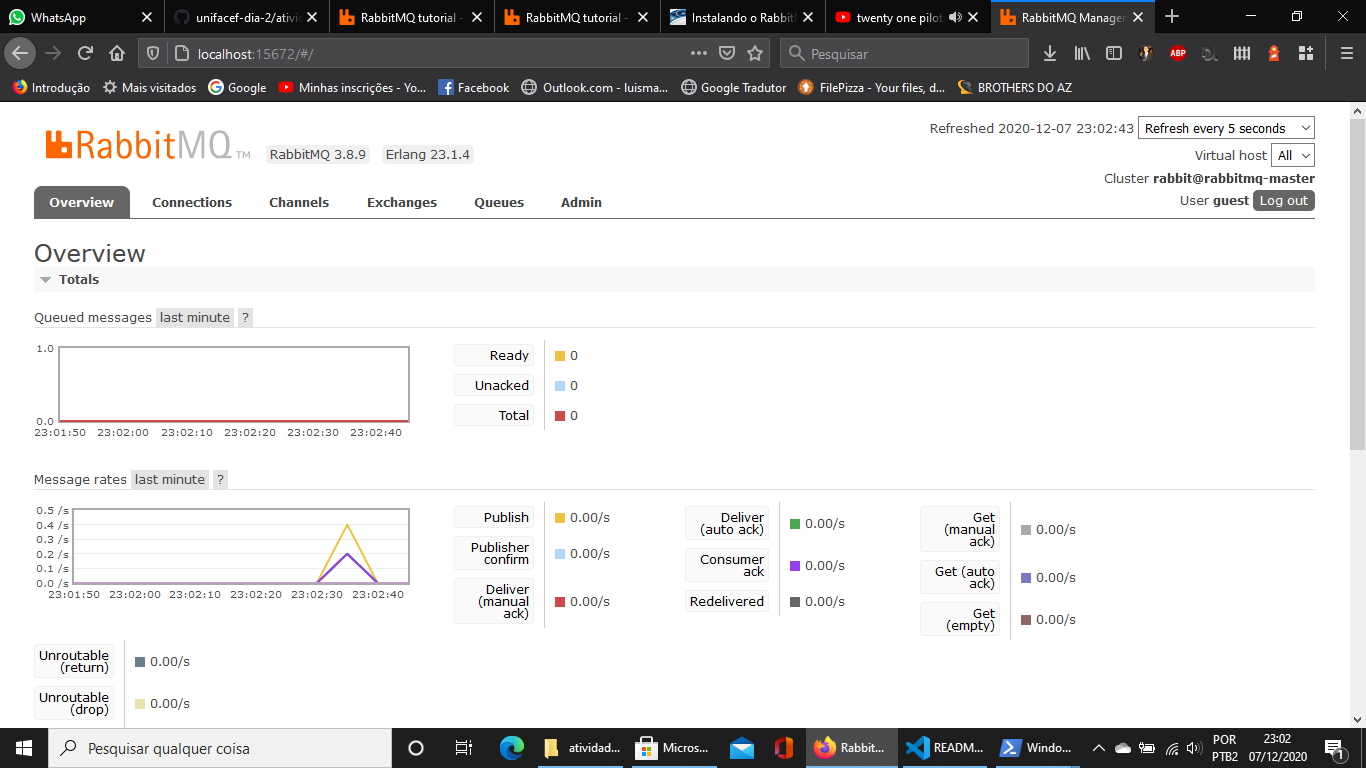 WhatsApp
unifacef-dia-2/ativi
RabbitMQ tutorial -
RabbitMQ tutorial -
Instalando o Rabbit
twenty one pilot
RabbitMQ Manager
localhost:15672/#/
Pesquisar
ABP
Introdução
Mais visitados
Google
Minhas inscrições - Yo...
Facebook
Outlook.com - luisma...
Google Tradutor
FilePizza - Your files, d...
BROTHERS DO AZ
RabbitMQ TM
RabbitMQ 3.8.9
Erlang 23.1.4
Refreshed 2020-12-07 23:02:43 Refresh every 5 seconds
Virtual host All
Cluster rabbit@rabbitmq-master
User guest Log out
Overview
Connections
Channels
Exchanges
Queues
Admin
Overview
Totals
Queued messages last minute ?
1.0
0.0
23:01:50 23:02:00 23:02:10 23:02:20 23:02:30 23:02:40
Ready 0
Unacked 0
Total 0
Message rates last minute ?
0.5 /s
0.4 /s
0.3 /s
0.2 /s
0.1 /s
0.0 /s
23:01:50 23:02:00 23:02:10 23:02:20 23:02:30 23:02:40
Publish 0.00/s
Publisher
confirm 0.00/s
Deliver
(manual
ack) 0.00/s
Deliver
(auto ack) 0.00/s
Consumer
ack 0.00/s
Redelivered 0.00/s
Get
(manual
ack) 0.00/s
Get (auto
ack) 0.00/s
Get
(empty) 0.00/s
Unroutable
(return) 0.00/s
Unroutable
(drop) 0.00/s
Pesquisar qualquer coisa
atividad...
Micros...
Rabbit...
READM...
Windo...
POR
PTB2
23:02
07/12/2020
1